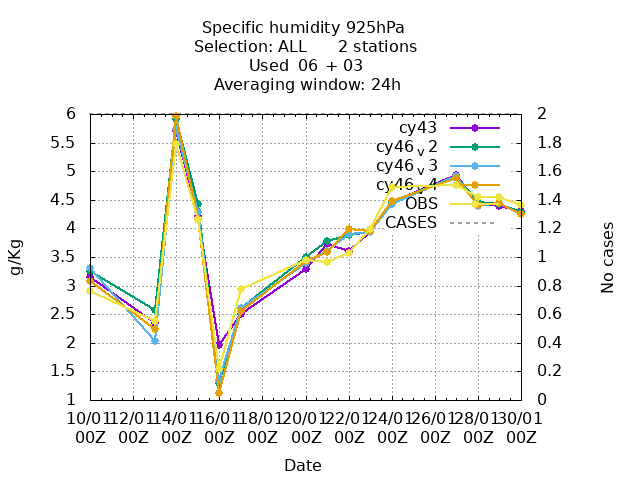 Specific humidity 925hPa
Selection: ALL 2 stations
Used 06 + 03
Averaging window: 24h
6 2
5.5 1.8
5 1.6
4.5 1.4
4 1.2
3.5 1
3 0.8
2.5 0.6
2 0.4
1.5 0.2
1 0
cy43
cy46v2
cy46v3
cy46v4
OBS
CASES
g/Kg
No cases
10/01 12/01 14/01 16/01 18/01 20/01 22/01 24/01 26/01 28/01 30/01
00Z 00Z 00Z 00Z 00Z 00Z 00Z 00Z 00Z 00Z 00Z
Date